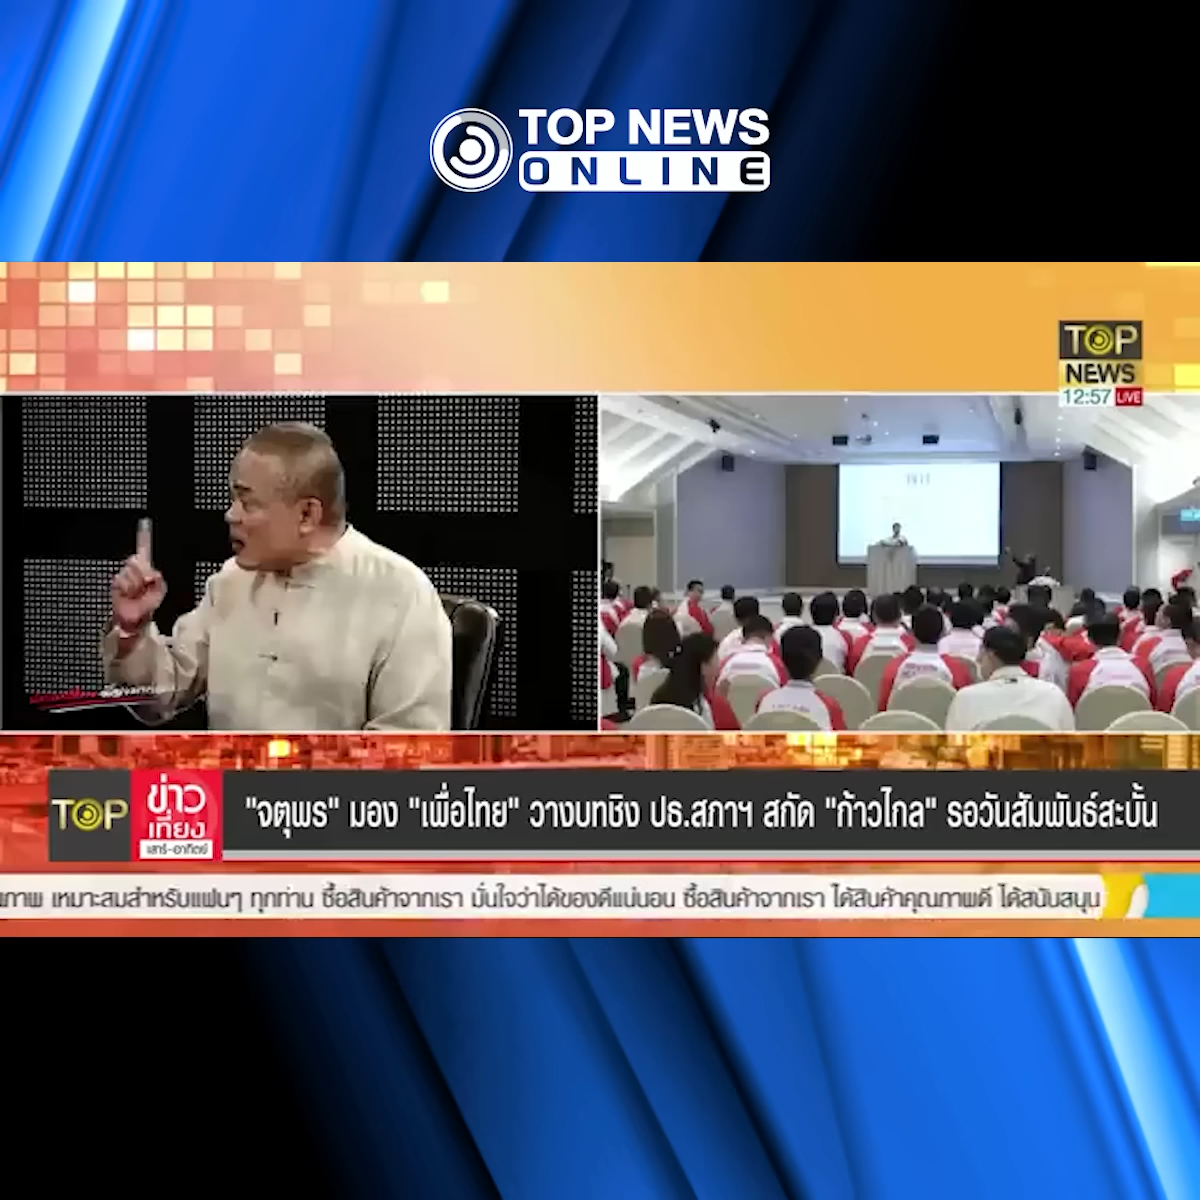 TOP NEWS
ONLINE
TOP
NEWS
12:57 LIVE
TOP
ข่าว
เที่ยง
เสาร์-อาทิตย์
"จตุพร" มอง "เพื่อไทย" วางบทชิง ปธ.สภาฯ สกัด "ก้าวไกล" รอวันสัมพันธ์สะบั้น
เหมาะสมสำหรับแฟนๆ ทุกท่าน ซื้อสินค้าจากเรา มั่นใจว่าได้ของดีแน่นอน ซื้อสินค้าจากเรา ได้สินค้าคุณภาพดี ได้สนับสนุน